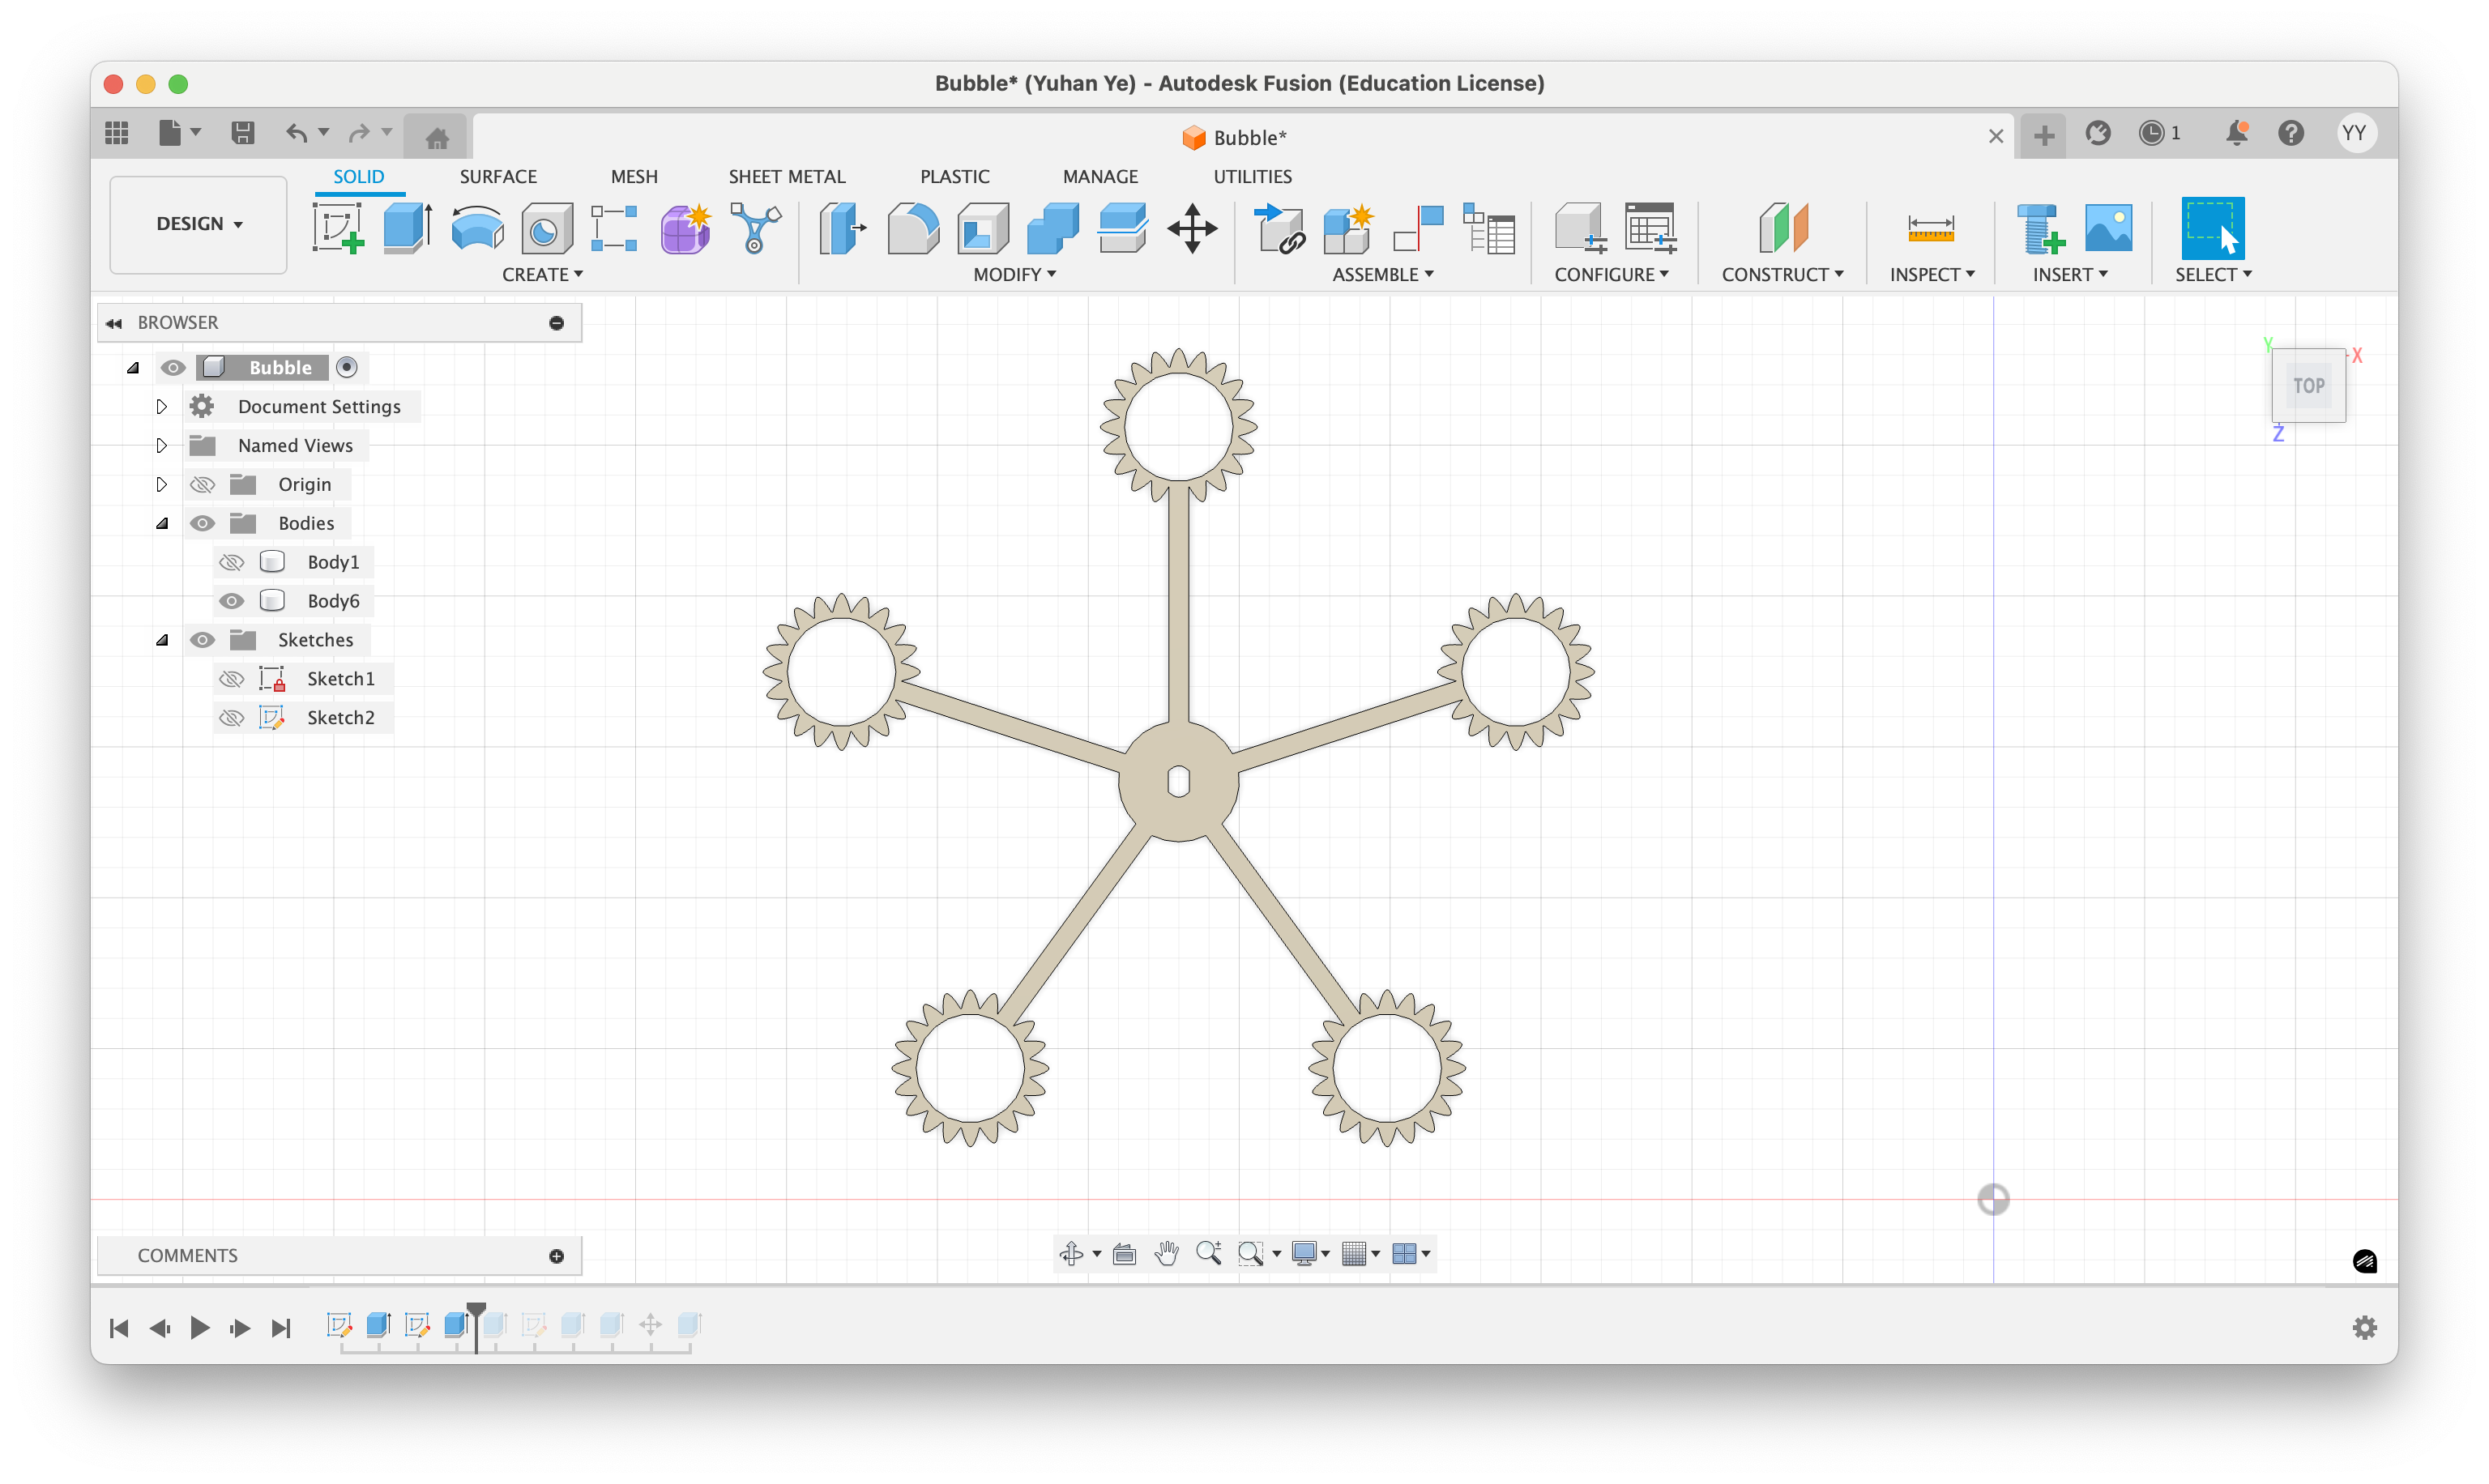 Bubble* (Yuhan Ye) - Autodesk Fusion (Education License)
Bubble*
1
YY
DESIGN
SOLID SURFACE MESH SHEET METAL PLASTIC MANAGE UTILITIES
CREATE MODIFY ASSEMBLE CONFIGURE CONSTRUCT INSPECT INSERT SELECT
BROWSER
Bubble
Document Settings
Named Views
Origin
Bodies
Body1
Body6
Sketches
Sketch1
Sketch2
Y
X
TOP
Z
COMMENTS